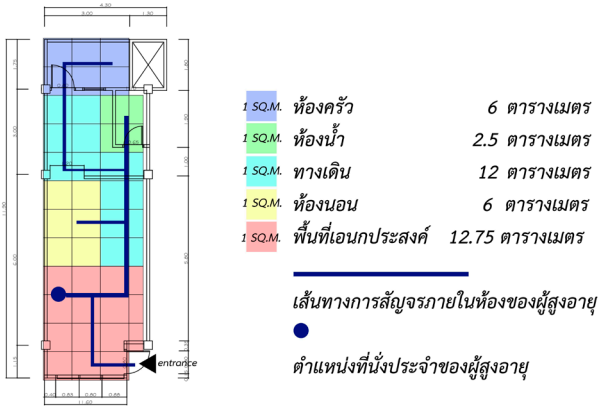 4.50
3.00
1.50
1 SQ.M. ห้องครัว 6 ตารางเมตร
1 SQ.M. ห้องน้ำ 2.5 ตารางเมตร
1 SQ.M. ทางเดิน 12 ตารางเมตร
1 SQ.M. ห้องนอน 6 ตารางเมตร
1 SQ.M. พื้นที่เอนกประสงค์ 12.75 ตารางเมตร
เส้นทางการสัญจรภายในห้องของผู้สูงอายุ
ตำแหน่งที่นั่งประจำของผู้สูงอายุ
entrance